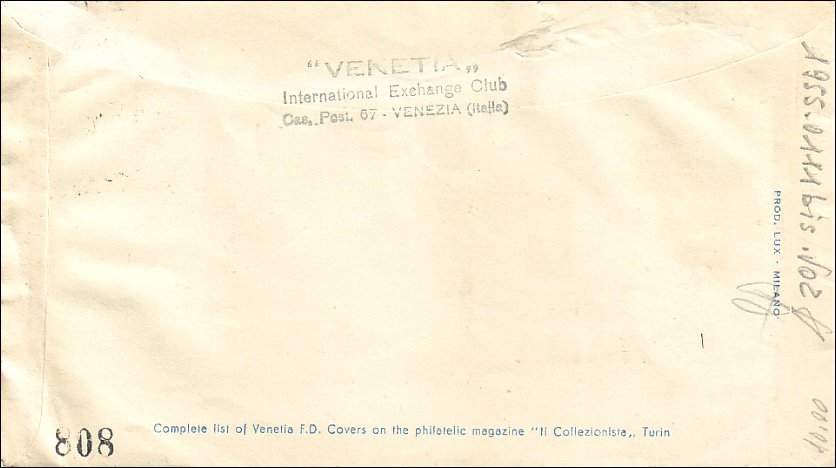 "VENETIA„
International Exchange Club
Cas. Post. 67 - VENEZIA (Italia)
PROD. LUX - MILANO
808
Complete list of Venetia F.D. Covers on the philatelic magazine "Il Collezionista„ Turin